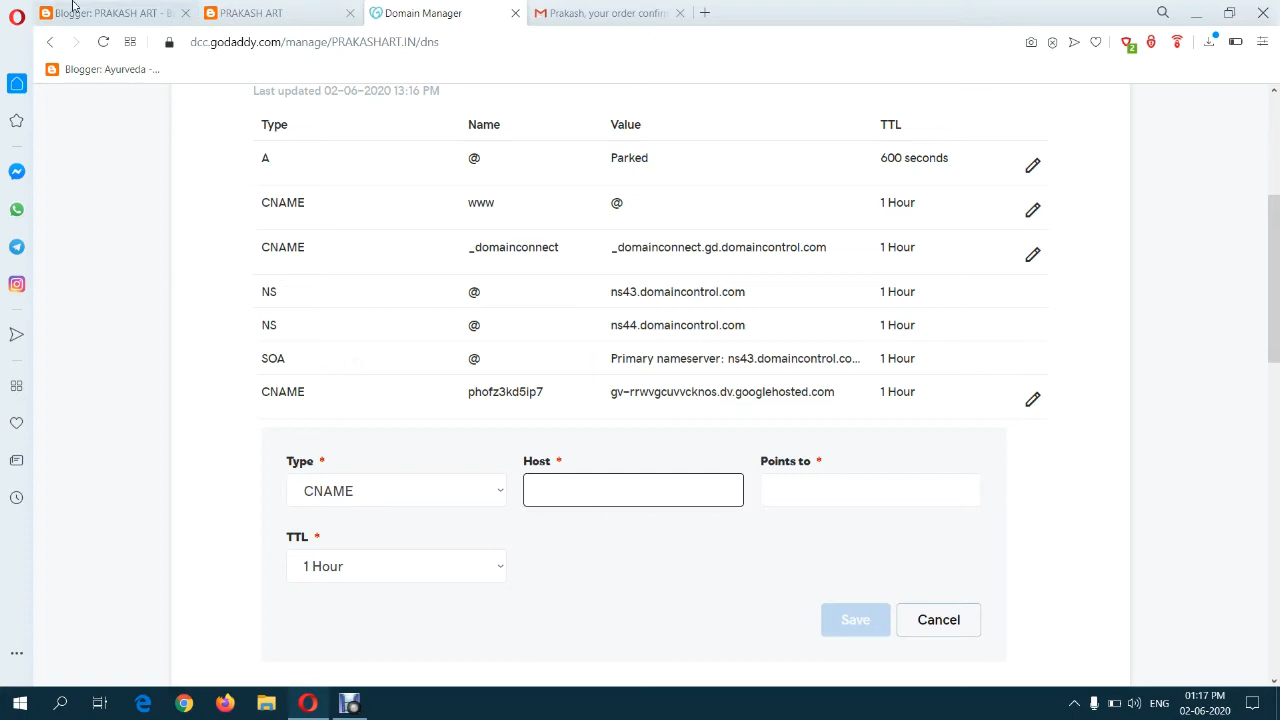 Blogger: PRAKASH ART - B
PRAKASH ART
Domain Manager
Prakash, your order confirm
dcc.godaddy.com/manage/PRAKASHART.IN/dns
2
Blogger: Ayurveda -...
Last updated 02-06-2020 13:16 PM
Type Name Value TTL
A @ Parked 600 seconds
CNAME www @ 1 Hour
CNAME _domainconnect _domainconnect.gd.domaincontrol.com 1 Hour
NS @ ns43.domaincontrol.com 1 Hour
NS @ ns44.domaincontrol.com 1 Hour
SOA @ Primary nameserver: ns43.domaincontrol.co... 1 Hour
CNAME phofz3kd5ip7 gv-rrwvgcuvvcknos.dv.googlehosted.com 1 Hour
Type * Host * Points to *
CNAME
TTL *
1 Hour
Save Cancel
ENG
01:17 PM
02-06-2020